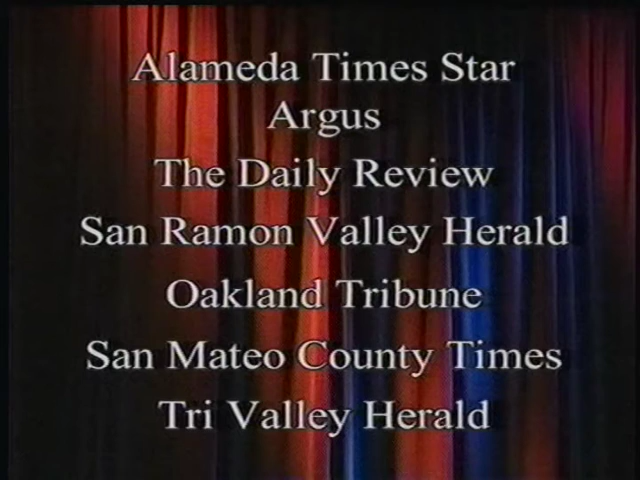 Alameda Times Star
Argus
The Daily Review
San Ramon Valley Herald
Oakland Tribune
San Mateo County Times
Tri Valley Herald